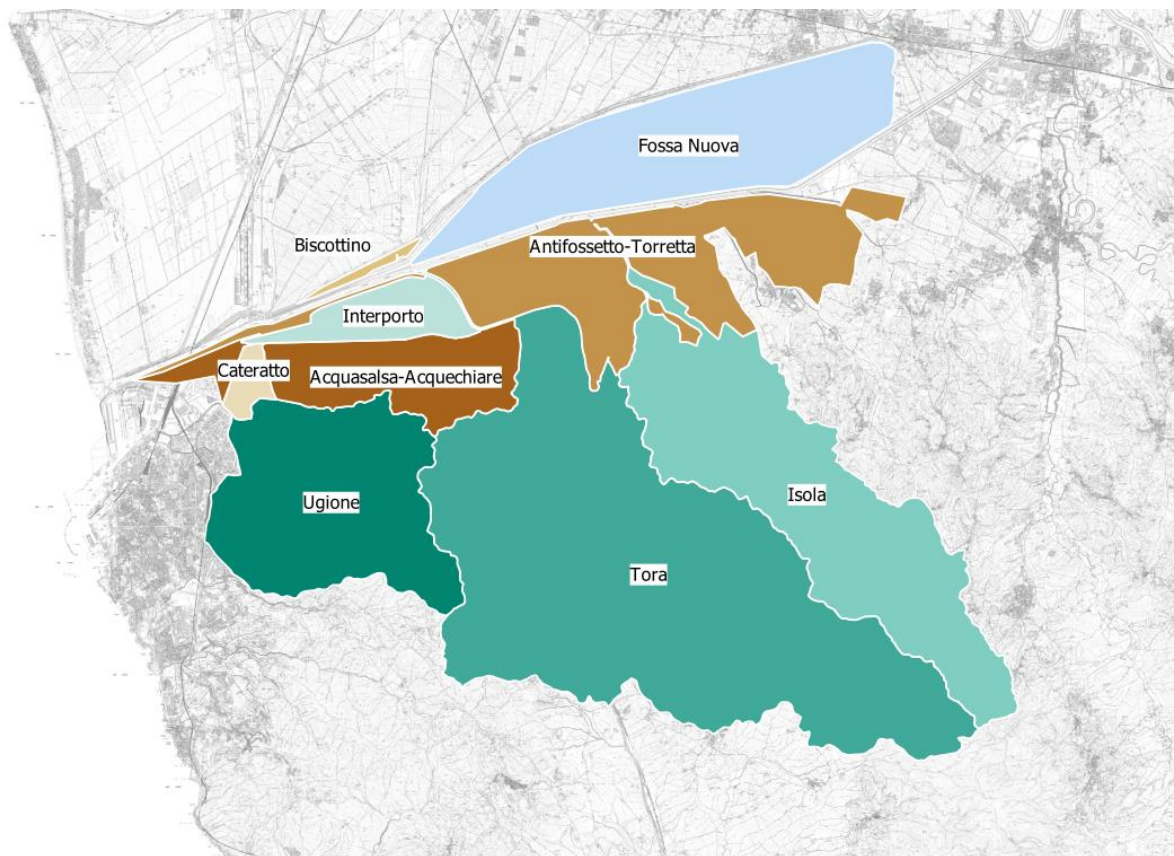 Fossa Nuova
Biscottino
Antifossetto-Torretta
Interporto
Cateratto
Acquasalsa-Acquechiare
Ugione
Isola
Tora